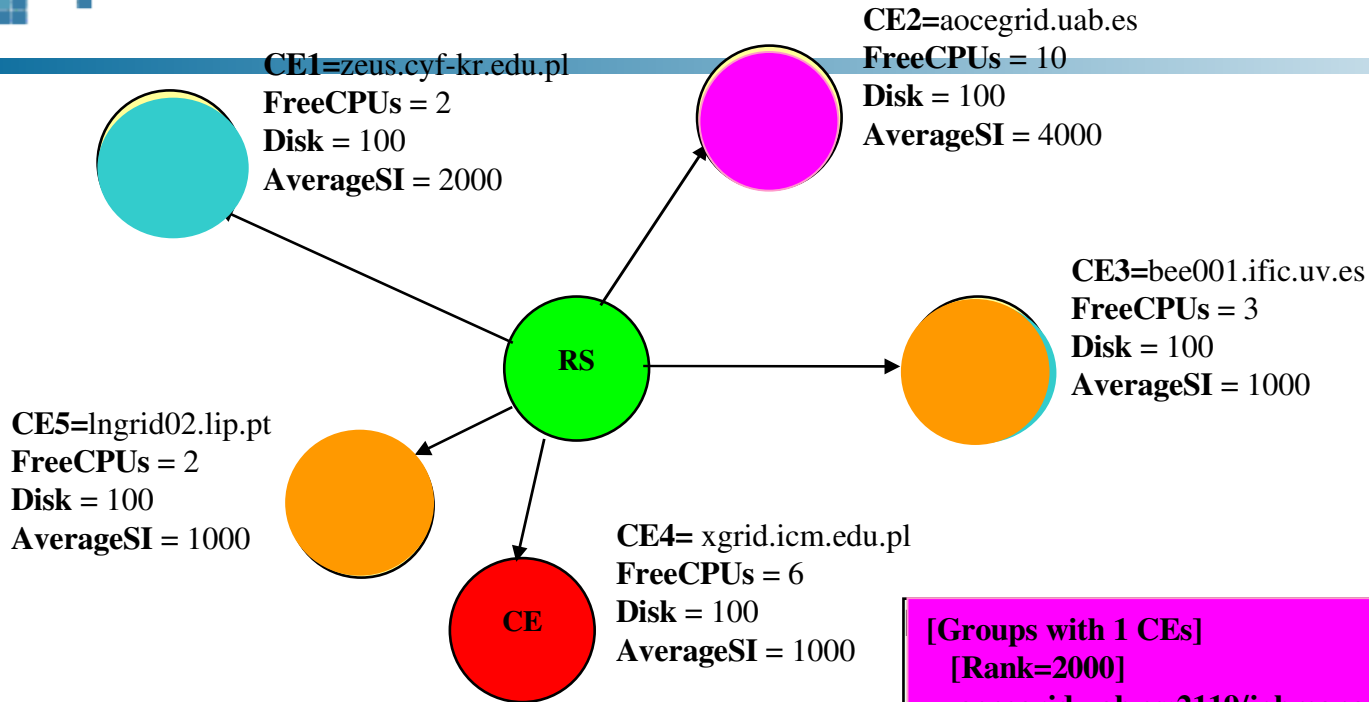 CE2=aocegrid.uab.es
FreeCPUs = 10
Disk = 100
AverageSI = 4000
CE1=zeus.cyf-kr.edu.pl
FreeCPUs = 2
Disk = 100
AverageSI = 2000
CE3=bee001.ific.uv.es
FreeCPUs = 3
Disk = 100
AverageSI = 1000
RS
CE5=lngrid02.lip.pt
FreeCPUs = 2
Disk = 100
AverageSI = 1000
CE4= xgrid.icm.edu.pl
FreeCPUs = 6
Disk = 100
AverageSI = 1000
CE
[Groups with 1 CEs]
[Rank=2000]